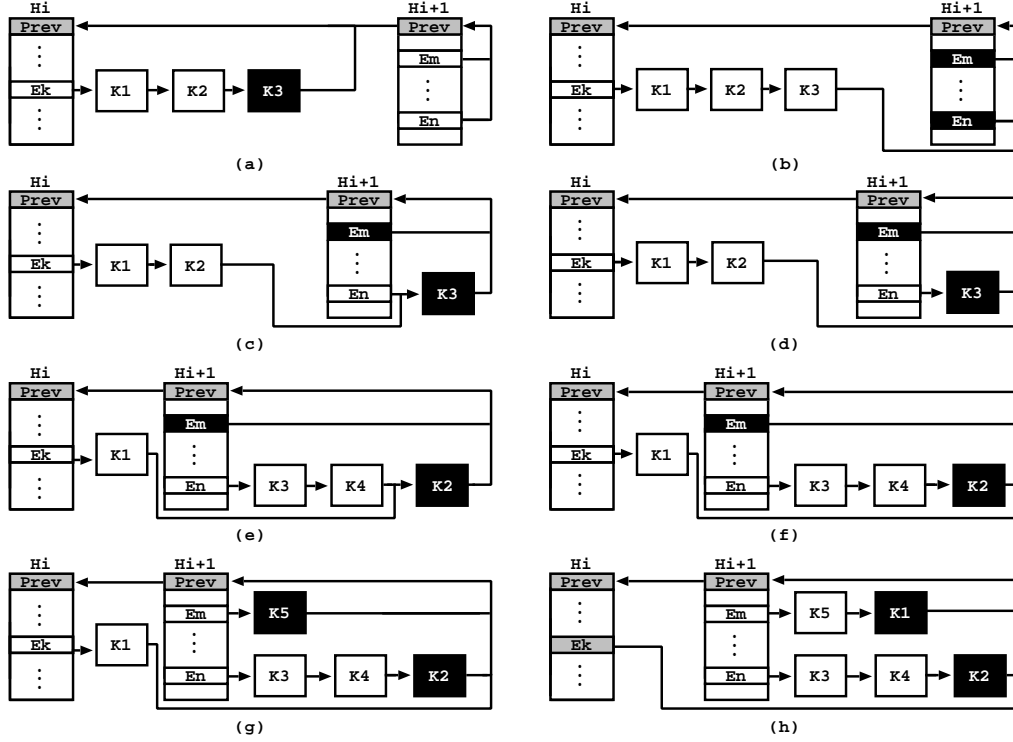 Hi Hi+1
Prev Prev
Em
Ek K1 K2 K3
En
(a)
Hi Hi+1
Prev Prev
Em
Ek K1 K2 K3
En
(b)
Hi Hi+1
Prev Prev
Em
Ek K1 K2
En K3
(c)
Hi Hi+1
Prev Prev
Em
Ek K1 K2
En K3
(d)
Hi Hi+1
Prev Prev
Em
Ek K1
En K3 K4 K2
(e)
Hi Hi+1
Prev Prev
Em
Ek K1
En K3 K4 K2
(f)
Hi Hi+1
Prev Prev
Em K5
Ek K1
En K3 K4 K2
(g)
Hi Hi+1
Prev Prev
Em K5 K1
Ek
En K3 K4 K2
(h)